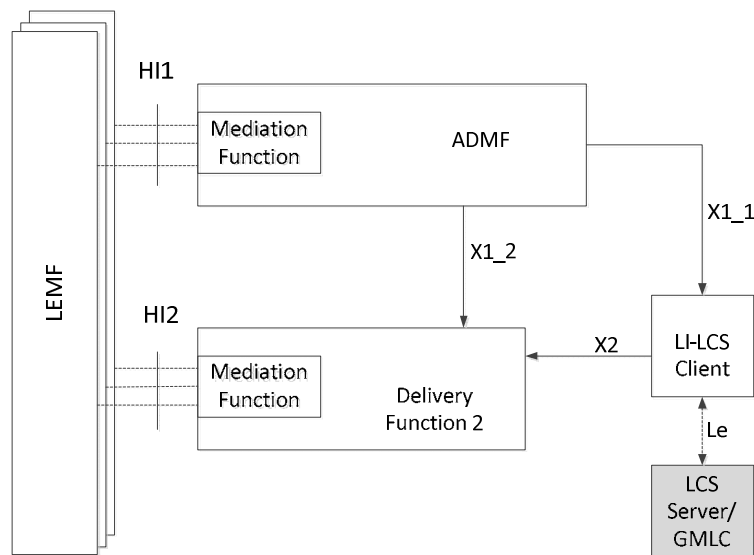 HI1
Mediation
Function
ADMF
X1_1
X1_2
LEMF
HI2
Mediation
Function
Delivery
Function 2
X2
LI-LCS
Client
Le
LCS
Server/
GMLC